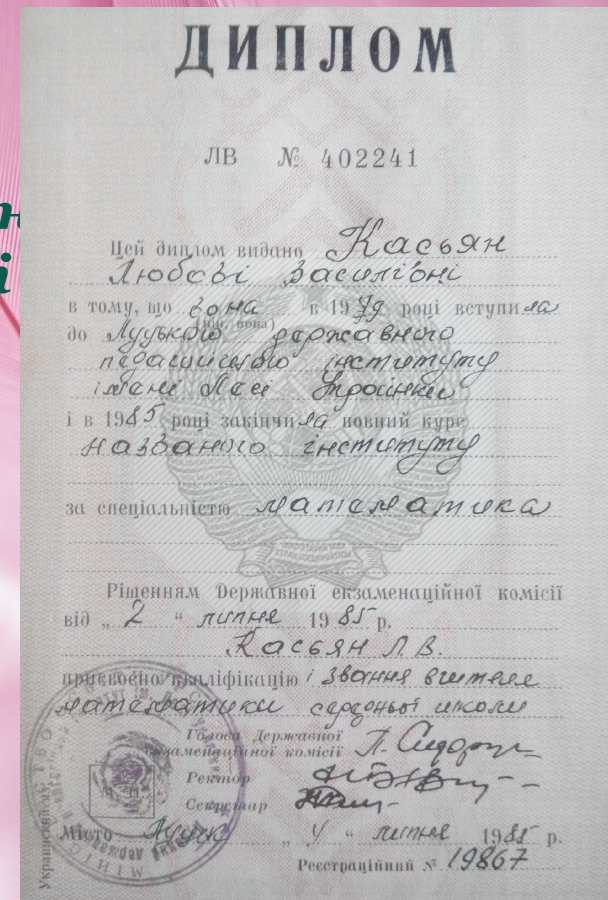 ДИПЛОМ
ЛВ № 402241
Цей диплом видано Касьян
Любові Василівні
в тому, що вона в 1979 році вступила
(він, вона)
до Луцького державного
педагогічного інституту
імені Лесі Українки
і в 1985 році закінчила повний курс
названого інституту
за спеціальністю математика
Рішенням Державної екзаменаційної комісії
від „ 2 “ липня 1985 р.
Касьян Л.В.
присвоєно кваліфікацію і звання вчителя
математики середньої школи
Голова Державної
екзаменаційної комісії
Ректор
Секретар
М. П.
Місто Луцьк „ 4 “ липня 1985 р.
Реєстраційний № 19867